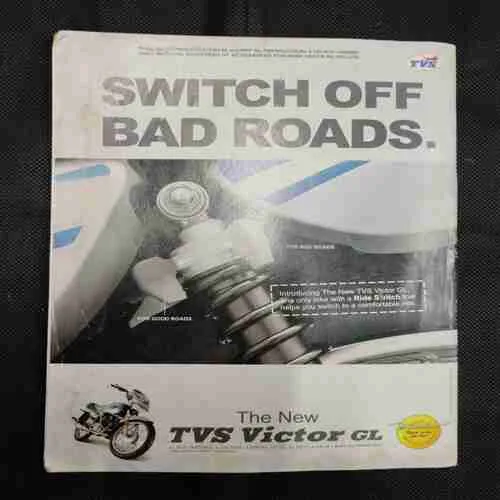 TVS
SWITCH OFF
BAD ROADS.
FOR BAD ROADS
Introducing The New TVS Victor GL,
the only bike with a Ride Switch that
helps you switch to a comfortable ride.
FOR GOOD ROADS
The New
TVS Victor GL